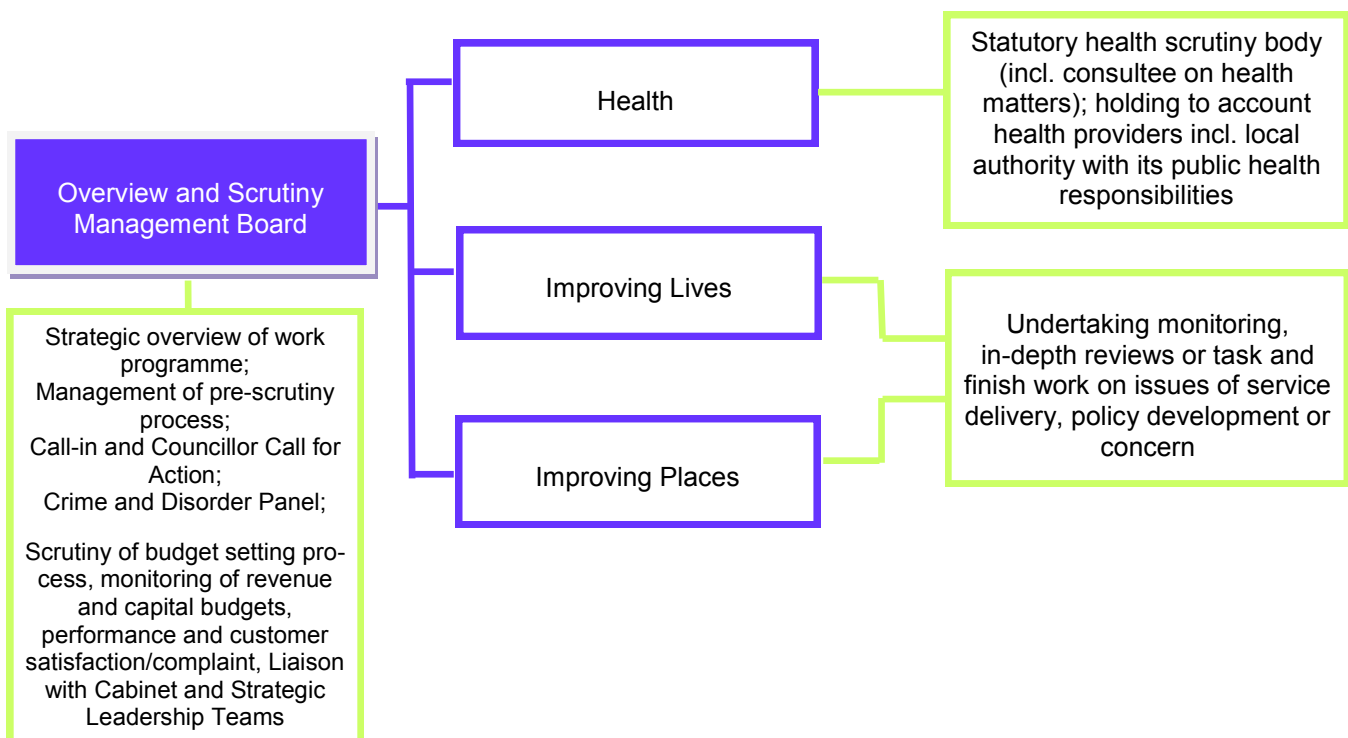 Overview and Scrutiny
Management Board
Strategic overview of work
programme;
Management of pre-scrutiny
process;
Call-in and Councillor Call for
Action;
Crime and Disorder Panel;
Scrutiny of budget setting pro-
cess, monitoring of revenue
and capital budgets,
performance and customer
satisfaction/complaint, Liaison
with Cabinet and Strategic
Leadership Teams
Health
Statutory health scrutiny body
(incl. consultee on health
matters); holding to account
health providers incl. local
authority with its public health
responsibilities
Improving Lives
Improving Places
Undertaking monitoring,
in-depth reviews or task and
finish work on issues of service
delivery, policy development or
concern